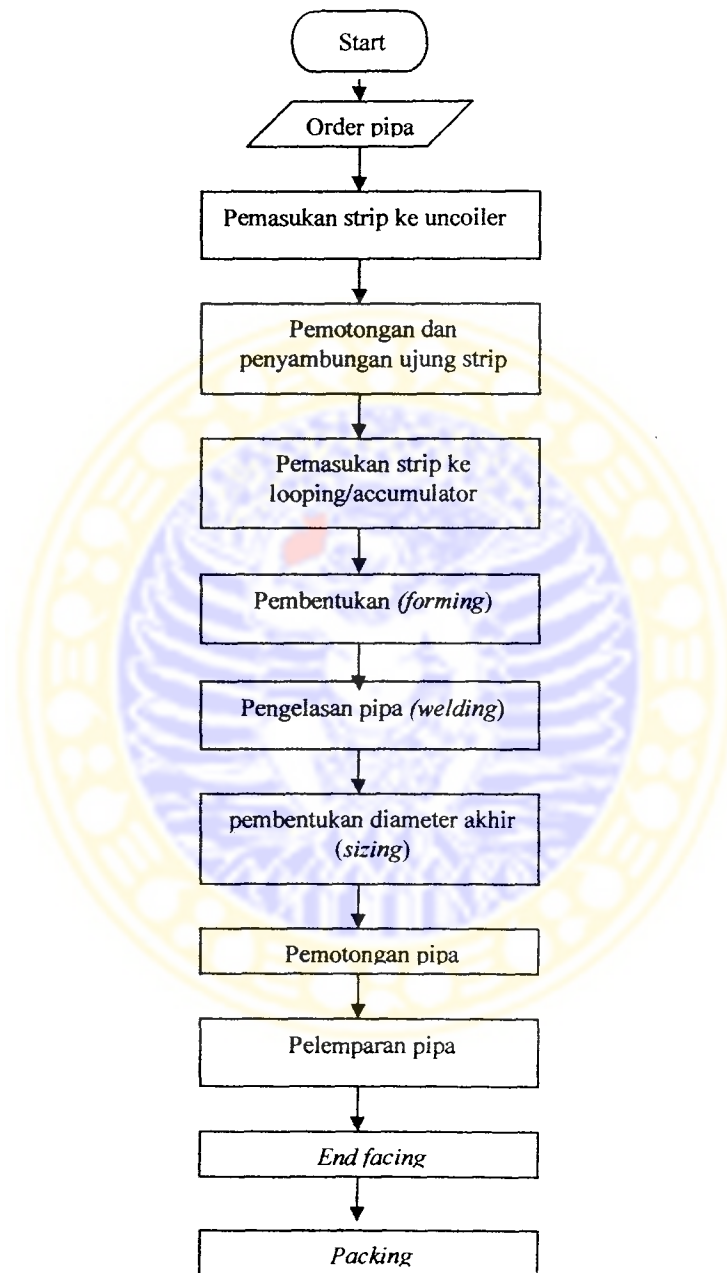 Start
Order pipa
Pemasukan strip ke uncoiler
Pemotongan dan
penyambungan ujung strip
Pemasukan strip ke
looping/accumulator
Pembentukan (forming)
Pengelasan pipa (welding)
pembentukan diameter akhir
(sizing)
Pemotongan pipa
Pelemparan pipa
End facing
Packing